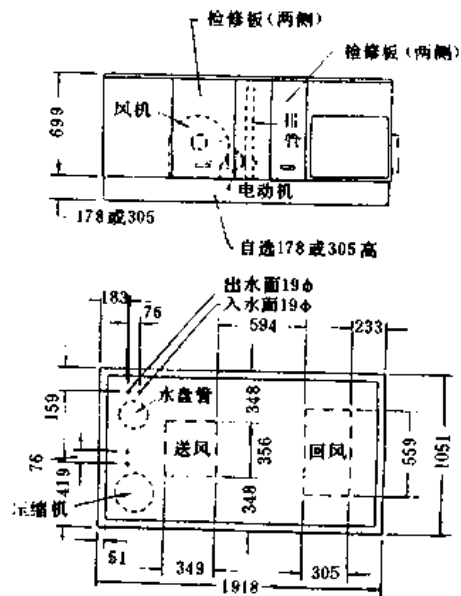 检修板(两侧)
检修板(两侧)
风机
排管
699
电动机
178或305
自选178或305高
出水面19φ
入水面19φ
183
76
594
233
水盘管
348
159
送风
356
回风
559
1051
76
419
348
压缩机
51
349
305
1918